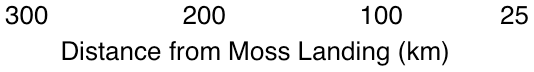 300 200 100 25
Distance from Moss Landing (km)